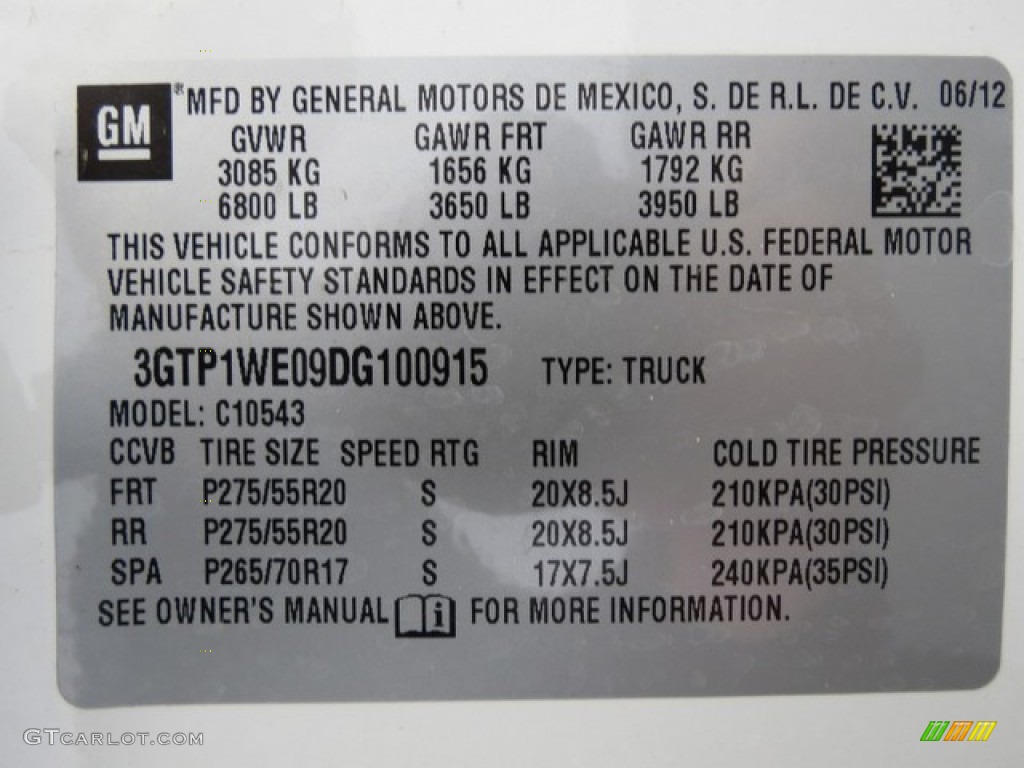 GM ® MFD BY GENERAL MOTORS DE MEXICO, S. DE R.L. DE C.V. 06/12
GVWR GAWR FRT GAWR RR
3085 KG 1656 KG 1792 KG
6800 LB 3650 LB 3950 LB
THIS VEHICLE CONFORMS TO ALL APPLICABLE U.S. FEDERAL MOTOR
VEHICLE SAFETY STANDARDS IN EFFECT ON THE DATE OF
MANUFACTURE SHOWN ABOVE.
3GTP1WE09DG100915 TYPE: TRUCK
MODEL: C10543
CCVB TIRE SIZE SPEED RTG RIM COLD TIRE PRESSURE
FRT P275/55R20 S 20X8.5J 210KPA(30PSI)
RR P275/55R20 S 20X8.5J 210KPA(30PSI)
SPA P265/70R17 S 17X7.5J 240KPA(35PSI)
SEE OWNER'S MANUAL i FOR MORE INFORMATION.
GTCARLOT.COM